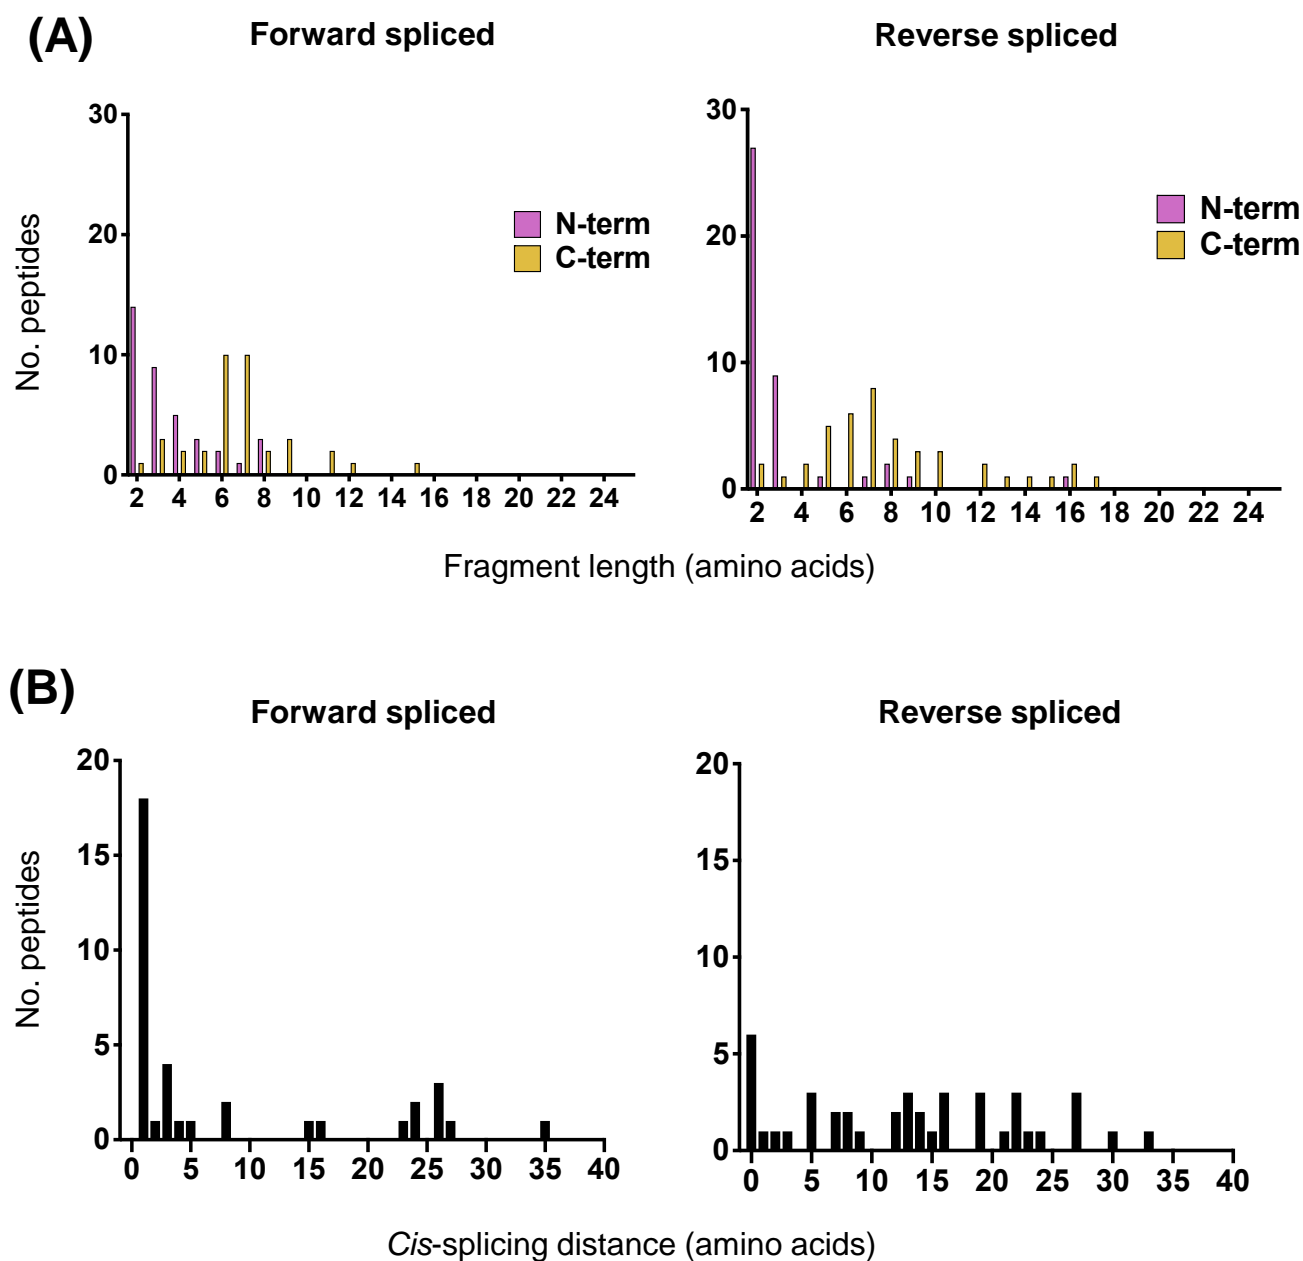 (A)
Forward spliced
Reverse spliced
No. peptides
30
20
10
0
2 4 6 8 10 12 14 16 18 20 22 24
N-term
C-term
30
20
10
0
2 4 6 8 10 12 14 16 18 20 22 24
N-term
C-term
Fragment length (amino acids)
(B)
Forward spliced
Reverse spliced
No. peptides
20
15
10
5
0
0 5 10 15 20 25 30 35 40
20
15
10
5
0
0 5 10 15 20 25 30 35 40
Cis-splicing distance (amino acids)